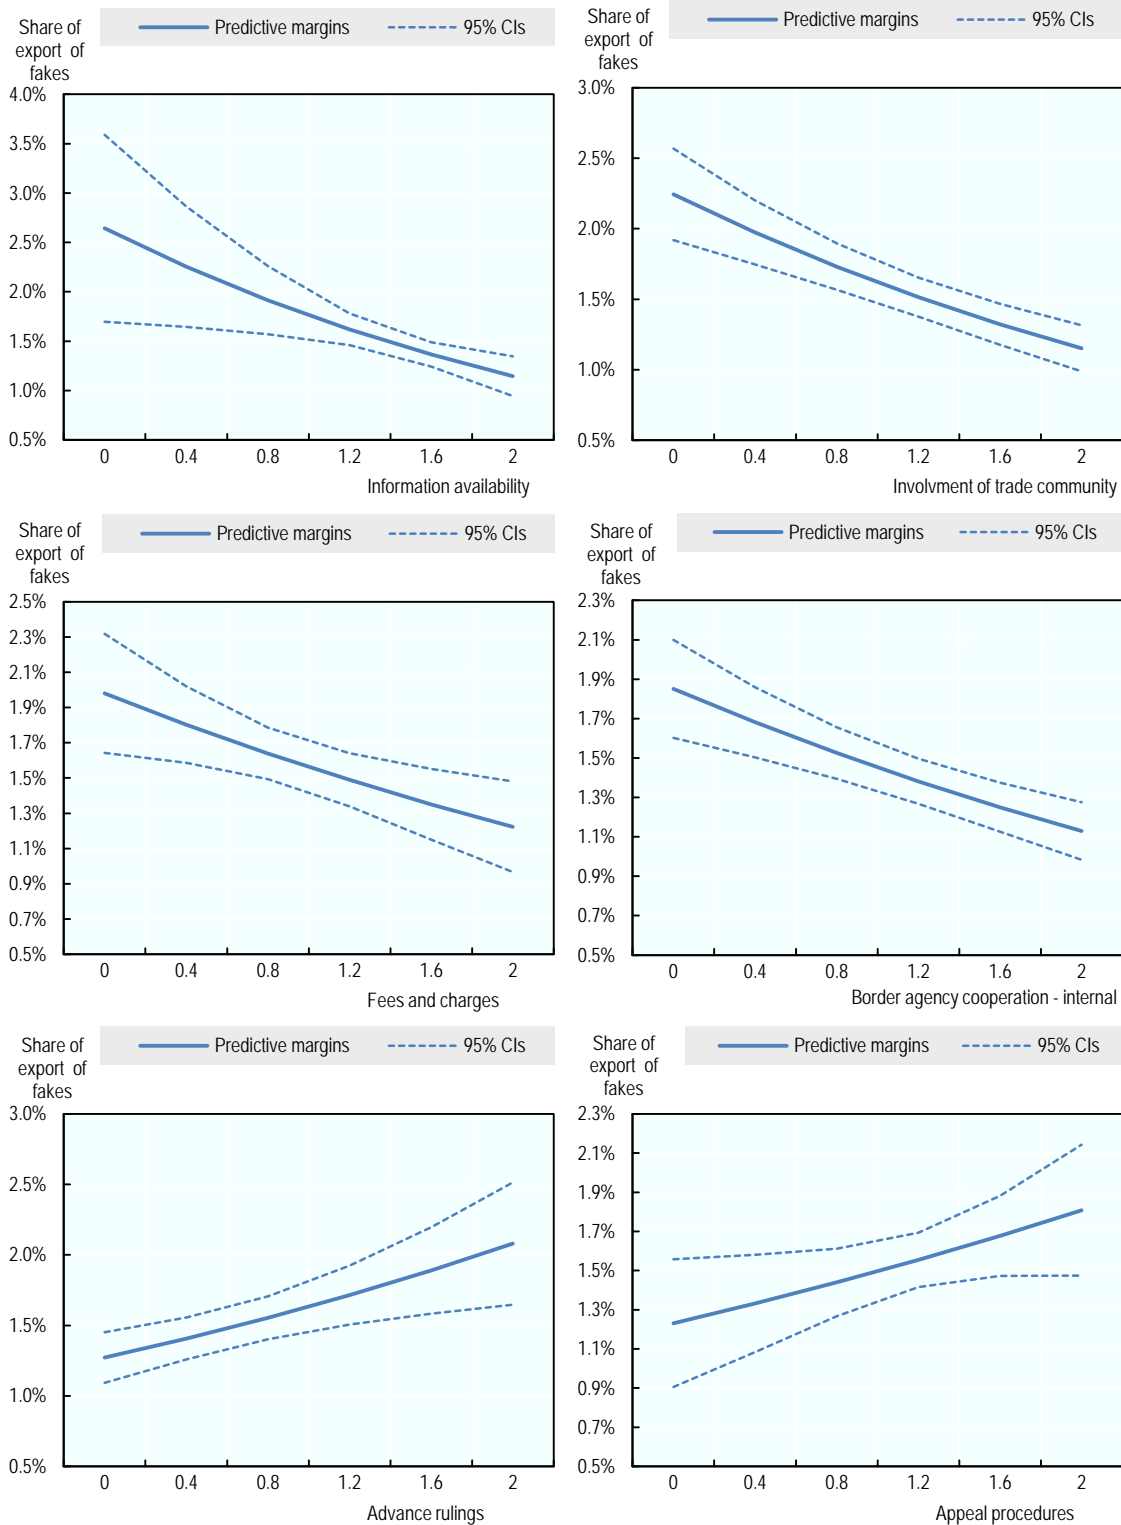 Share of
export of
fakes
Predictive margins
95% CIs
4.0%
3.5%
3.0%
2.5%
2.0%
1.5%
1.0%
0.5%
0 0.4 0.8 1.2 1.6 2
Information availability
Share of
export of
fakes
Predictive margins
95% CIs
3.0%
2.5%
2.0%
1.5%
1.0%
0.5%
0 0.4 0.8 1.2 1.6 2
Involvment of trade community
Share of
export of
fakes
Predictive margins
95% CIs
2.5%
2.3%
2.1%
1.9%
1.7%
1.5%
1.3%
1.1%
0.9%
0.7%
0.5%
0 0.4 0.8 1.2 1.6 2
Fees and charges
Share of
export of
fakes
Predictive margins
95% CIs
2.3%
2.1%
1.9%
1.7%
1.5%
1.3%
1.1%
0.9%
0.7%
0.5%
0 0.4 0.8 1.2 1.6 2
Border agency cooperation - internal
Share of
export of
fakes
Predictive margins
95% CIs
3.0%
2.5%
2.0%
1.5%
1.0%
0.5%
0 0.4 0.8 1.2 1.6 2
Advance rulings
Share of
export of
fakes
Predictive margins
95% CIs
2.3%
2.1%
1.9%
1.7%
1.5%
1.3%
1.1%
0.9%
0.7%
0.5%
0 0.4 0.8 1.2 1.6 2
Appeal procedures